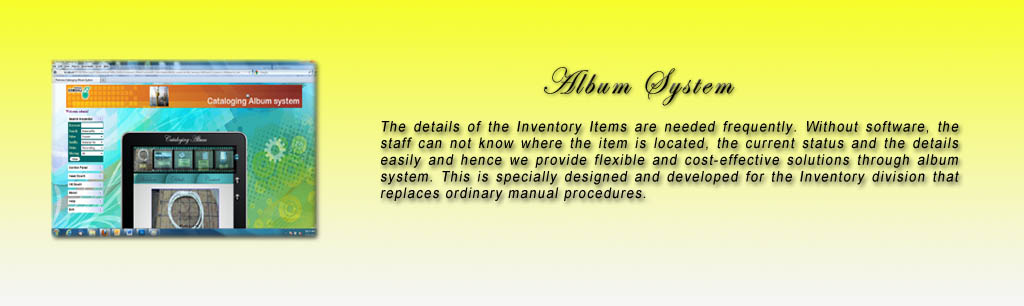 Album System
The details of the Inventory Items are needed frequently. Without software, the
staff can not know where the item is located, the current status and the details
easily and hence we provide flexible and cost-effective solutions through album
system. This is specially designed and developed for the Inventory division that
replaces ordinary manual procedures.
Cataloging Album system
Cataloging Album